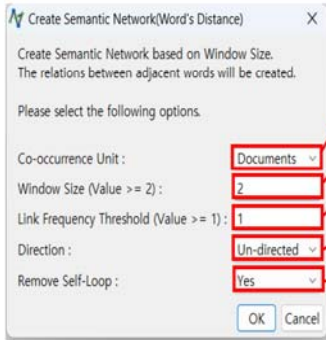 Create Semantic Network(Word's Distance) X
Create Semantic Network based on Window Size.
The relations between adjacent words will be created.
Please select the following options.
Co-occurrence Unit : Documents
Window Size (Value >= 2) : 2
Link Frequency Threshold (Value >= 1) : 1
Direction : Un-directed
Remove Self-Loop : Yes
OK Cancel